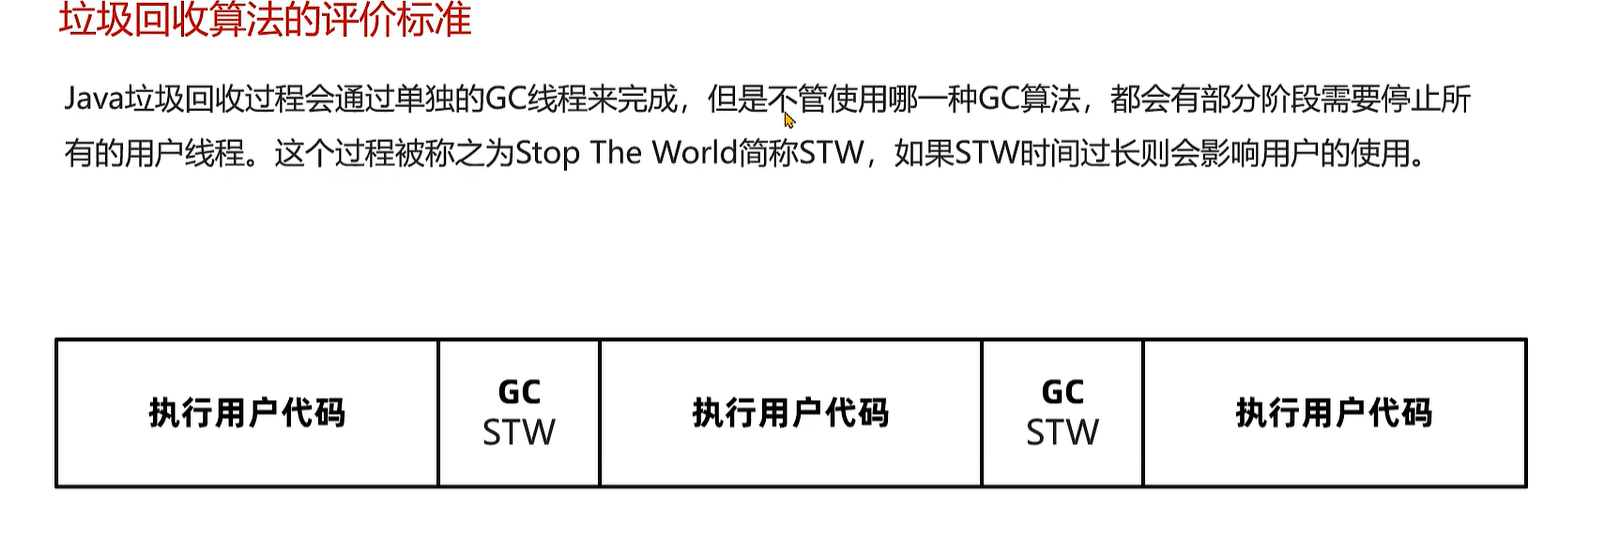 垃圾回收算法的评价标准
Java垃圾回收过程会通过单独的GC线程来完成，但是不管使用哪一种GC算法，都会有部分阶段需要停止所
有的用户线程。这个过程被称之为Stop The World简称STW，如果STW时间过长则会影响用户的使用。
执行用户代码
GC
STW
执行用户代码
GC
STW
执行用户代码